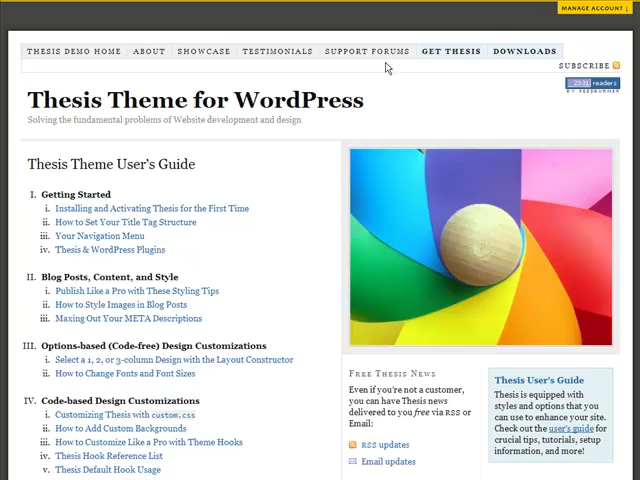 MANAGE ACCOUNT ↓
THESIS DEMO HOME ABOUT SHOWCASE TESTIMONIALS SUPPORT FORUMS GET THESIS DOWNLOADS
SUBSCRIBE
readers
BY FEEDBURNER
Thesis Theme for WordPress
Solving the fundamental problems of Website development and design
Thesis Theme User's Guide
I. Getting Started
i. Installing and Activating Thesis for the First Time
ii. How to Set Your Title Tag Structure
iii. Your Navigation Menu
iv. Thesis & WordPress Plugins
II. Blog Posts, Content, and Style
i. Publish Like a Pro with These Styling Tips
ii. How to Style Images in Blog Posts
iii. Maxing Out Your META Descriptions
III. Options-based (Code-free) Design Customizations
i. Select a 1, 2, or 3-column Design with the Layout Constructor
ii. How to Change Fonts and Font Sizes
IV. Code-based Design Customizations
i. Customizing Thesis with custom.css
ii. How to Add Custom Backgrounds
iii. How to Customize Like a Pro with Theme Hooks
iv. Thesis Hook Reference List
v. Thesis Default Hook Usage
FREE THESIS NEWS
Even if you're not a customer,
you can have Thesis news
delivered to you free via RSS or
Email:
RSS updates
Email updates
Thesis User's Guide
Thesis is equipped with
styles and options that you
can use to enhance your site.
Check out the user's guide for
crucial tips, tutorials, setup
information, and more!